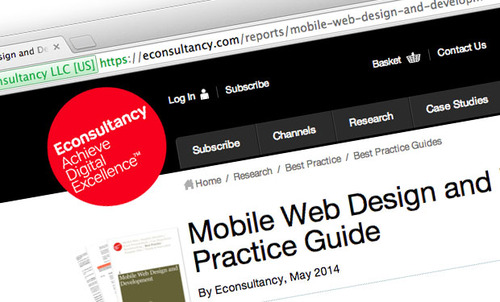 sign and De
nsultancy LLC [US] https://econsultancy.com/reports/mobile-web-design-and-developm
Log In Subscribe
Basket Contact Us
Econsultancy
Achieve
Digital
Excellence™
Subscribe Channels Research Case Studies
Home / Research / Best Practice / Best Practice Guides
Mobile Web Design and
Practice Guide
By Econsultancy, May 2014
Mobile Web Design and
Development